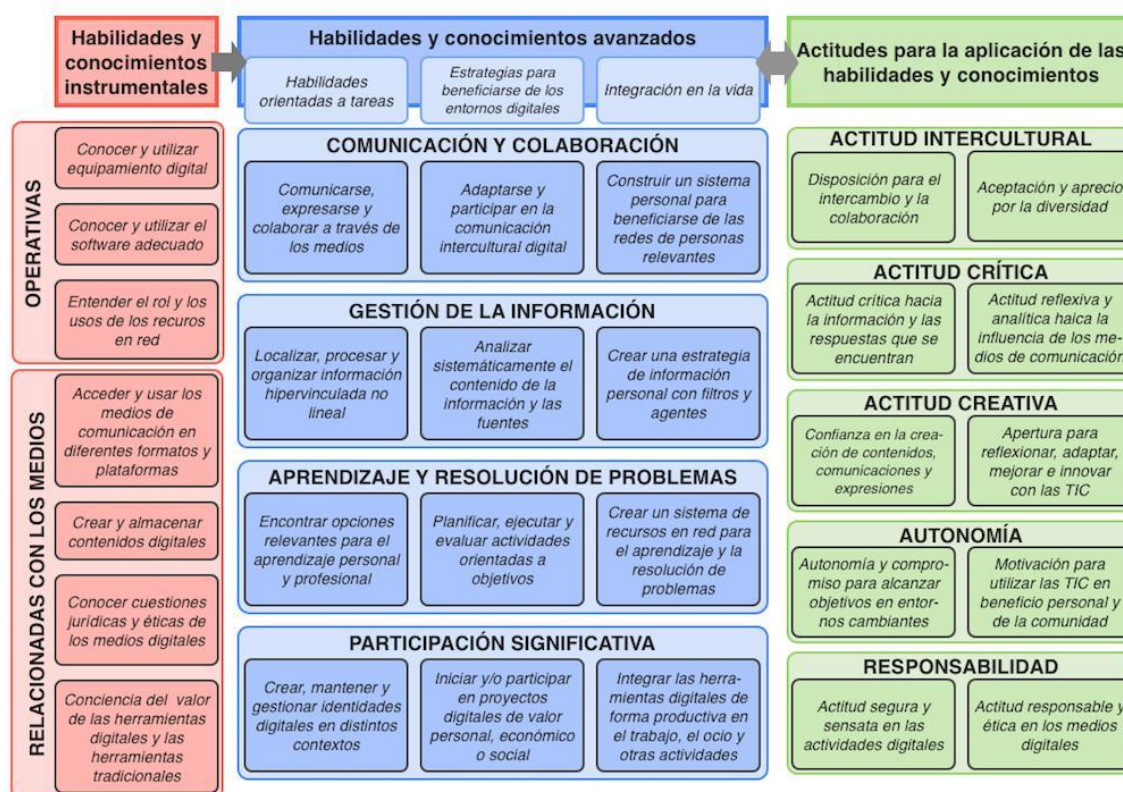 Habilidades y
conocimientos
instrumentales
Habilidades y conocimientos avanzados
Habilidades
orientadas a tareas
Estrategias para
beneficiarse de los
entornos digitales
Integración en la vida
Actitudes para la aplicación de las
habilidades y conocimientos
OPERATIVAS
Conocer y utilizar
equipamiento digital
Conocer y utilizar el
software adecuado
Entender el rol y los
usos de los recuros
en red
RELACIONADAS CON LOS MEDIOS
Acceder y usar los
medios de
comunicación en
diferentes formatos y
plataformas
Crear y almacenar
contenidos digitales
Conocer cuestiones
jurídicas y éticas de
los medios digitales
Conciencia del valor
de las herramientas
digitales y las
herramientas
tradicionales
COMUNICACIÓN Y COLABORACIÓN
Comunicarse,
expresarse y
colaborar a través de
los medios
Adaptarse y
participar en la
comunicación
intercultural digital
Construir un sistema
personal para
beneficiarse de las
redes de personas
relevantes
GESTIÓN DE LA INFORMACIÓN
Localizar, procesar y
organizar información
hipervinculada no
lineal
Analizar
sistemáticamente el
contenido de la
información y las
fuentes
Crear una estrategia
de información
personal con filtros y
agentes
APRENDIZAJE Y RESOLUCIÓN DE PROBLEMAS
Encontrar opciones
relevantes para el
aprendizaje personal
y profesional
Planificar, ejecutar y
evaluar actividades
orientadas a
objetivos
Crear un sistema de
recursos en red para
el aprendizaje y la
resolución de
problemas
PARTICIPACIÓN SIGNIFICATIVA
Crear, mantener y
gestionar identidades
digitales en distintos
contextos
Iniciar y/o participar
en proyectos
digitales de valor
personal, económico
o social
Integrar las herra-
mientas digitales de
forma productiva en
el trabajo, el ocio y
otras actividades
ACTITUD INTERCULTURAL
Disposición para el
intercambio y la
colaboración
Aceptación y aprecio
por la diversidad
ACTITUD CRÍTICA
Actitud crítica hacia
la información y las
respuestas que se
encuentran
Actitud reflexiva y
analítica haica la
influencia de los me-
dios de comunicación
ACTITUD CREATIVA
Confianza en la crea-
ción de contenidos,
comunicaciones y
expresiones
Apertura para
reflexionar, adaptar,
mejorar e innovar
con las TIC
AUTONOMÍA
Autonomía y compro-
miso para alcanzar
objetivos en entor-
nos cambiantes
Motivación para
utilizar las TIC en
beneficio personal y
de la comunidad
RESPONSABILIDAD
Actitud segura y
sensata en las
actividades digitales
Actitud responsable y
ética en los medios
digitales